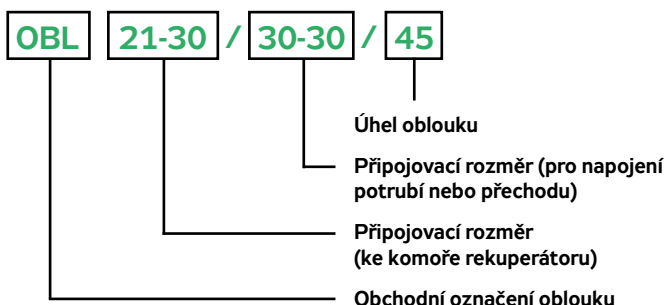 OBL 21-30 / 30-30 / 45
Úhel oblouku
Připojovací rozměr (pro napojení
potrubí nebo přechodu)
Připojovací rozměr
(ke komoře rekuperátoru)
Obchodní označení oblouku